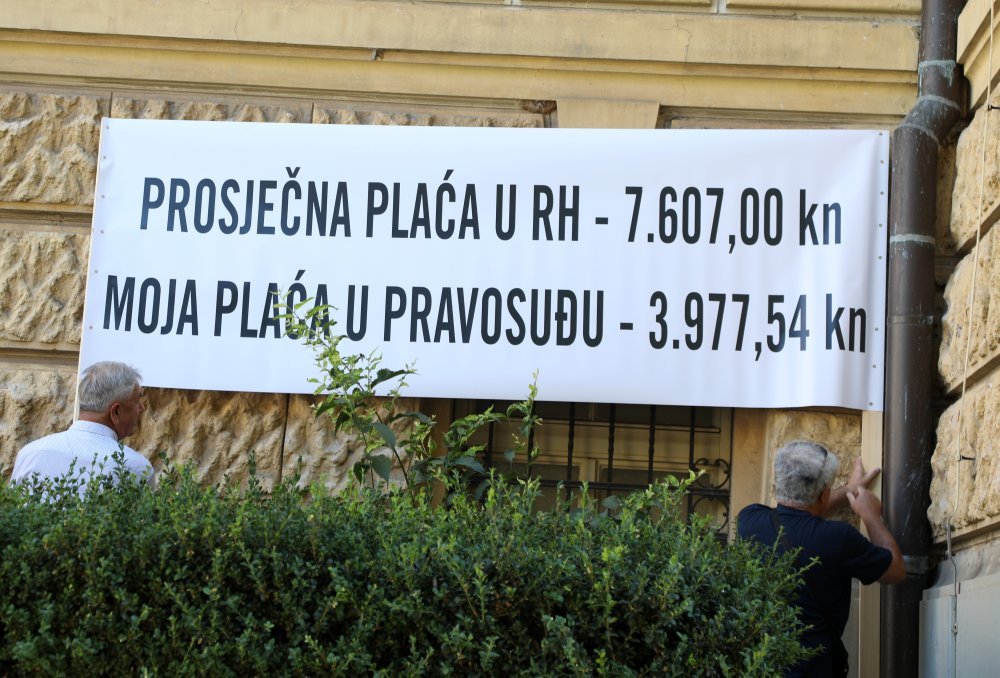 PROSJEČNA PLAĆA U RH - 7.607,00 kn
MOJA PLAĆA U PRAVOSUĐU - 3.977,54 kn